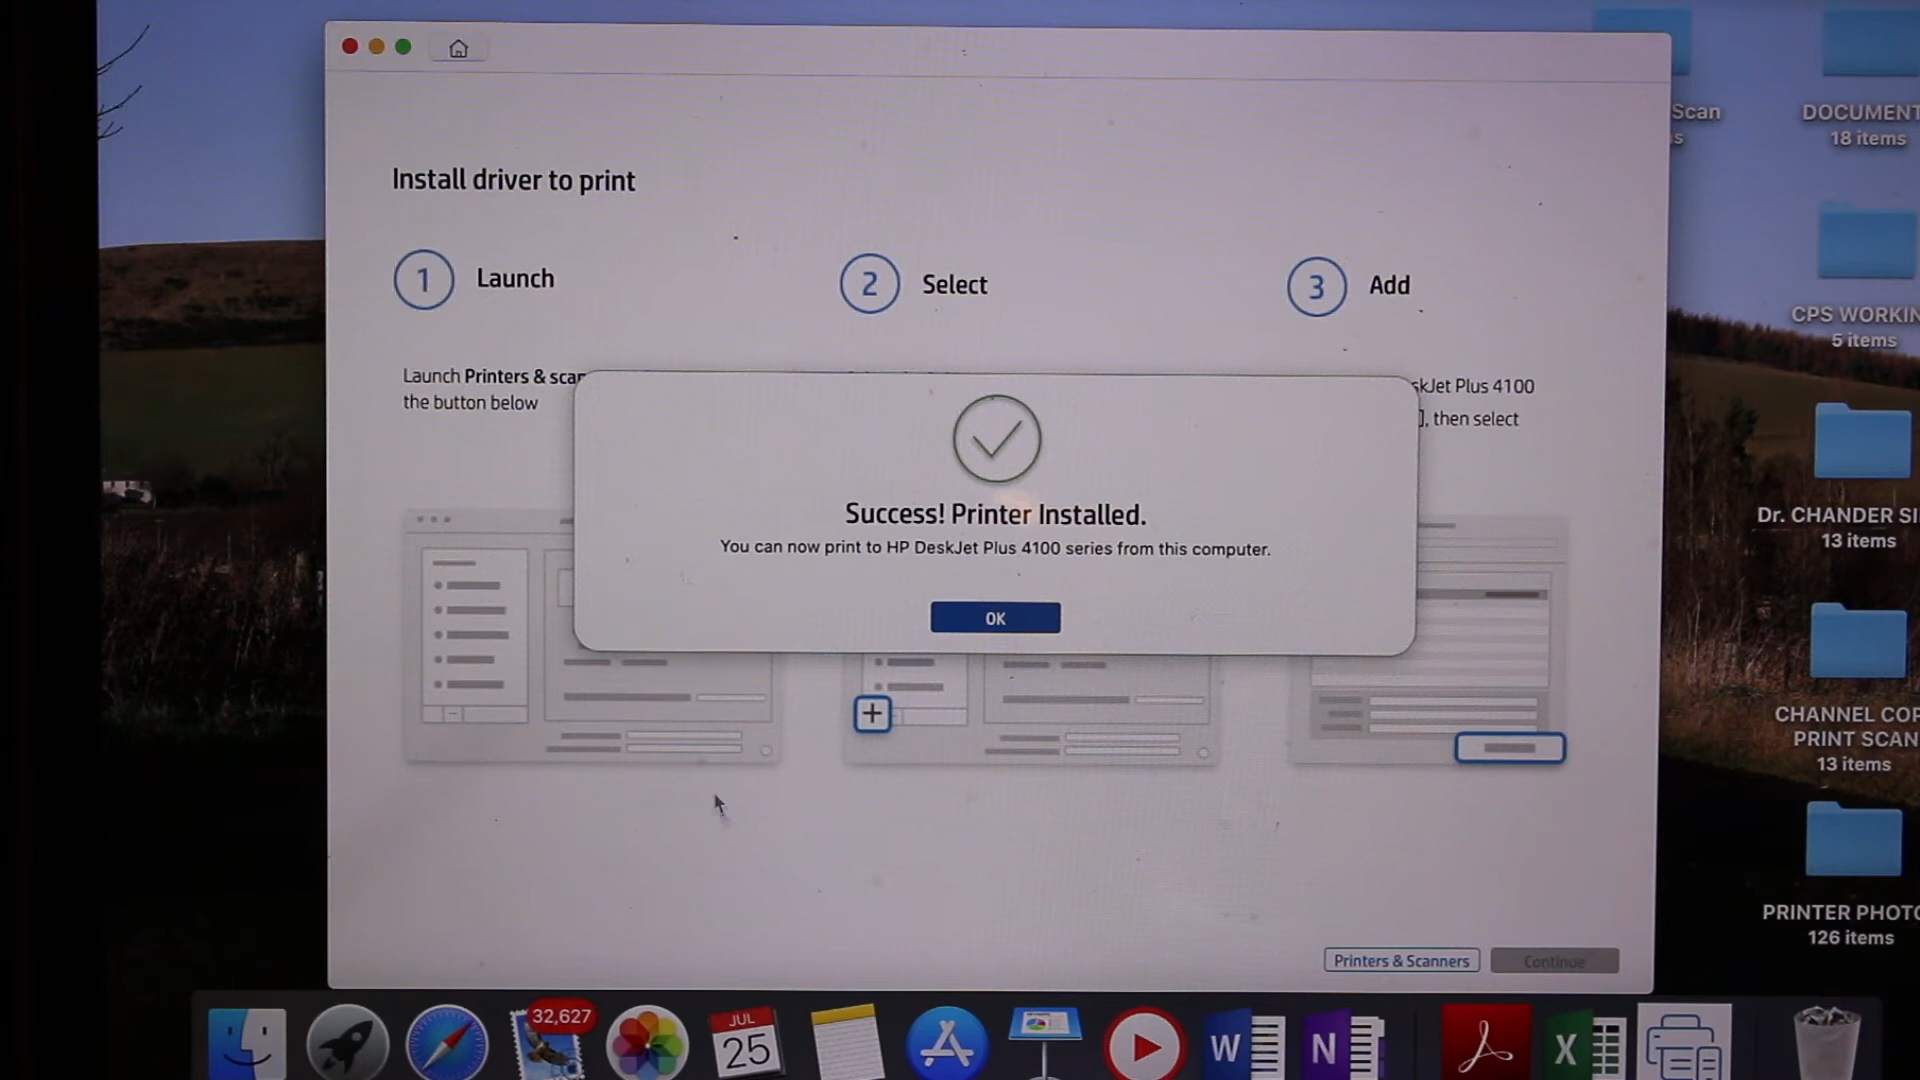 Scan
DOCUMENT
18 items
Install driver to print
1 Launch
2 Select
3 Add
CPS WORKIN
5 items
Launch Printers & scan
the button below
skJet Plus 4100
], then select
Success! Printer Installed.
You can now print to HP DeskJet Plus 4100 series from this computer.
OK
Dr. CHANDER SI
13 items
CHANNEL COP
PRINT SCAN
13 items
PRINTER PHOTO
126 items
Printers & Scanners
Continue
32,627
JUL
25
W
N
X